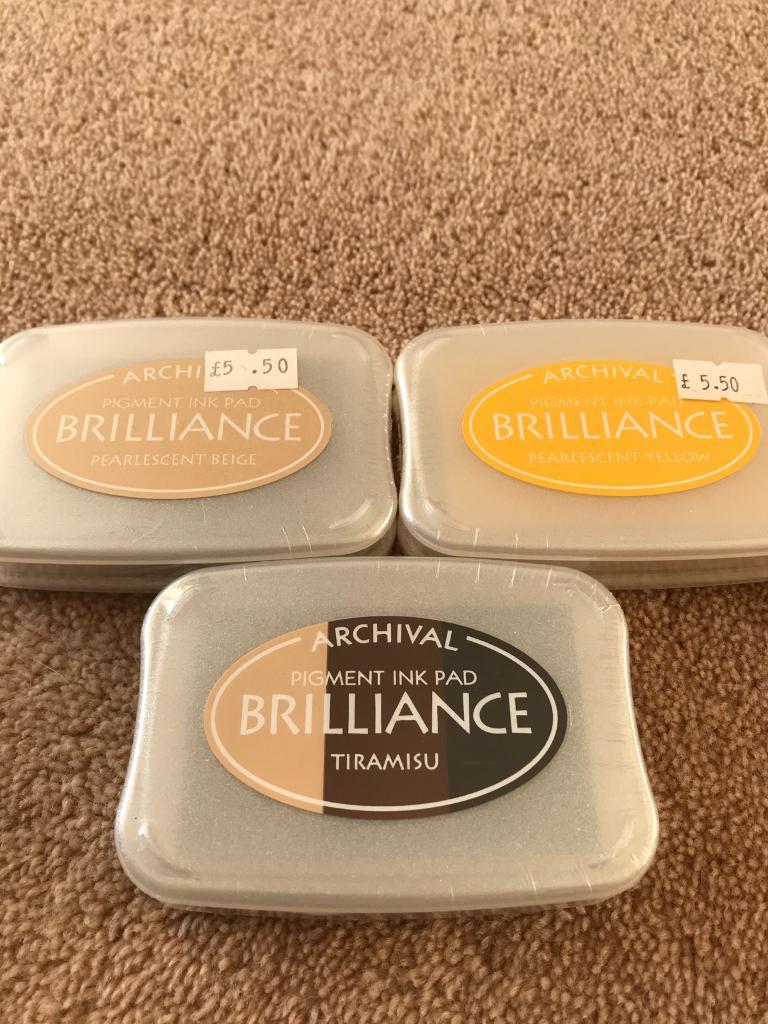 ARCHI
£5 .50
PIGMENT INK PAD
BRILLIANCE
PEARLESCENT BEIGE
ARCHIVAL
£ 5.50
PIGMENT INK PAD
BRILLIANCE
PEARLESCENT YELLOW
ARCHIVAL
PIGMENT INK PAD
BRILLIANCE
TIRAMISU